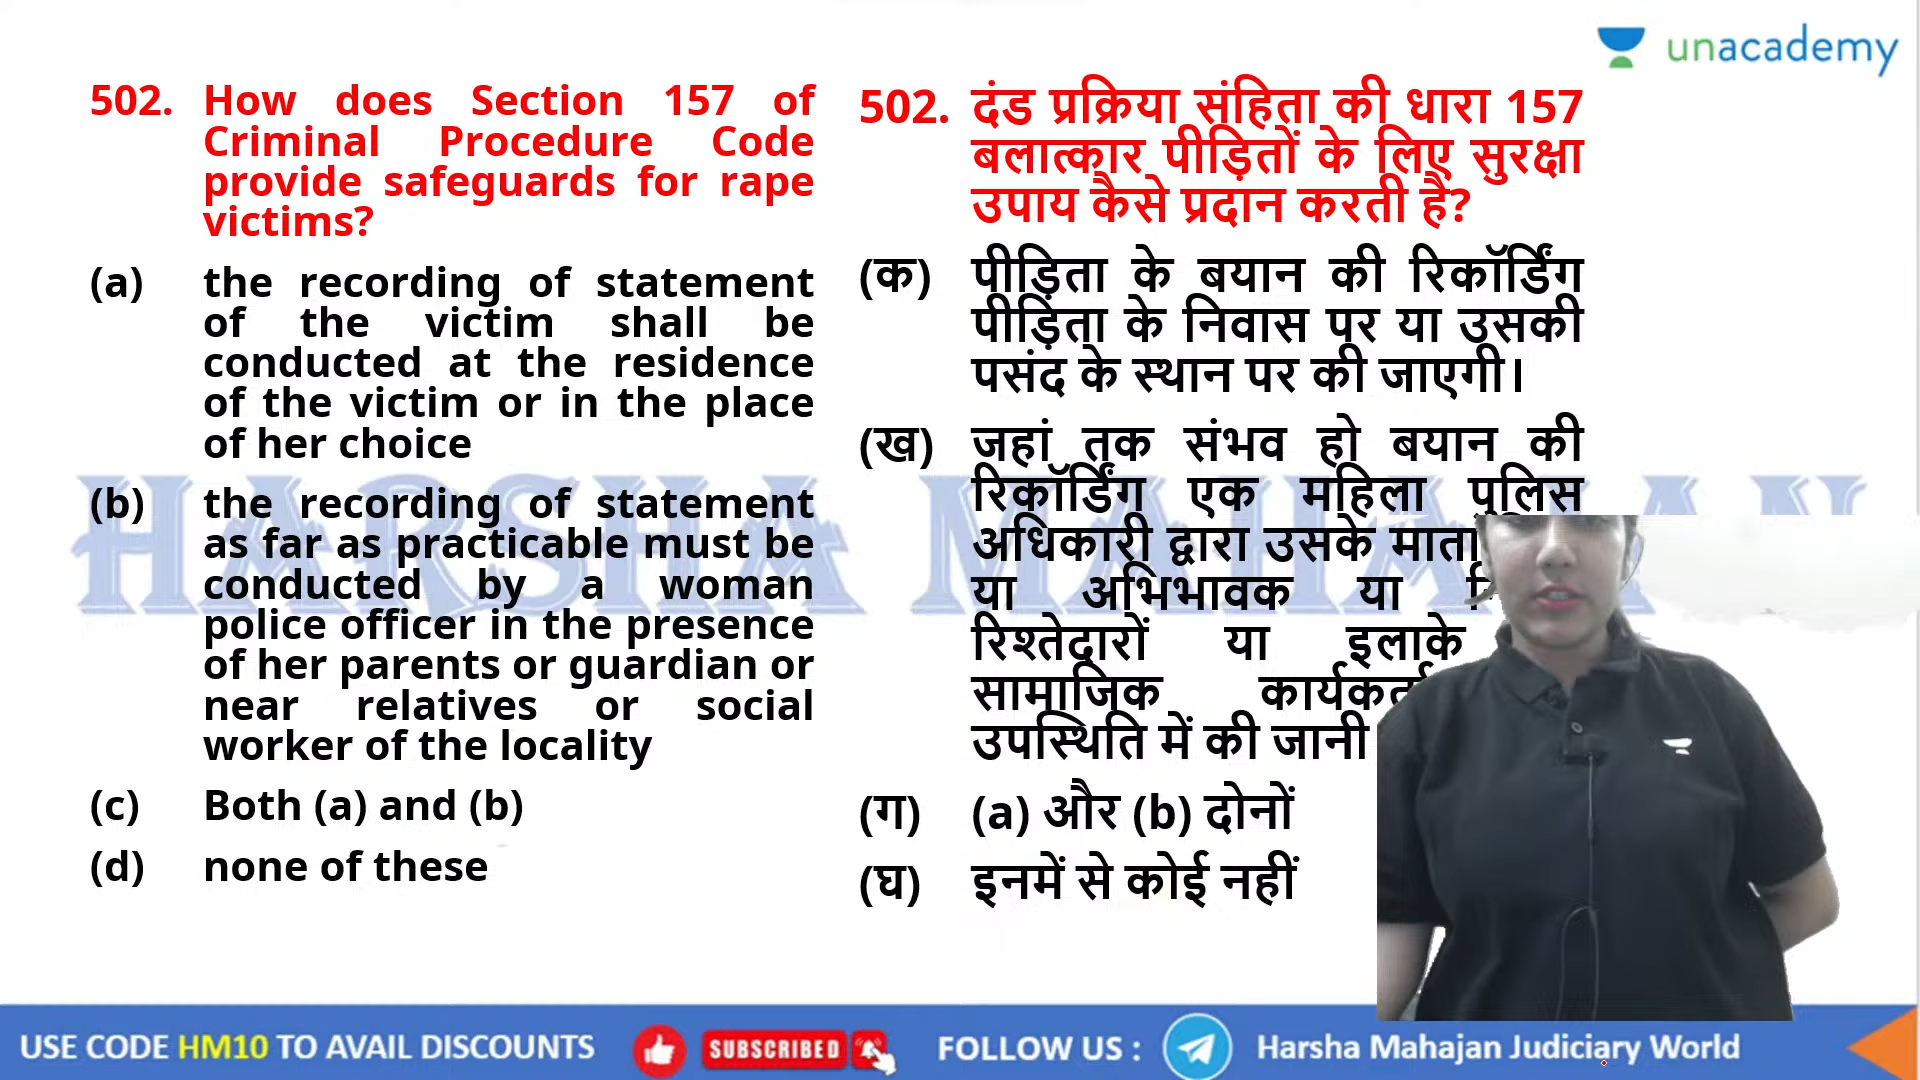 unacademy
502. How does Section 157 of
Criminal Procedure Code
provide safeguards for rape
victims?
(a) the recording of statement
of the victim shall be
conducted at the residence
of the victim or in the place
of her choice
(b) the recording of statement
as far as practicable must be
conducted by a woman
police officer in the presence
of her parents or guardian or
near relatives or social
worker of the locality
(c) Both (a) and (b)
(d) none of these
502. दंड प्रक्रिया संहिता की धारा 157
बलात्कार पीड़ितों के लिए सुरक्षा
उपाय कैसे प्रदान करती है?
(क) पीड़िता के बयान की रिकॉर्डिंग
पीड़िता के निवास पर या उसकी
पसंद के स्थान पर की जाएगी।
(ख) जहां तक संभव हो बयान की
रिकॉर्डिंग एक महिला पुलिस
अधिकारी द्वारा उसके माता
या अभिभावक या
रिश्तेदारों या इलाके
सामाजिक
उपस्थिति में की जानी
(ग) (a) और (b) दोनों
(घ) इनमें से कोई नहीं
HARSHA MAHAJAN
USE CODE HM10 TO AVAIL DISCOUNTS
SUBSCRIBED
FOLLOW US :
Harsha Mahajan Judiciary World